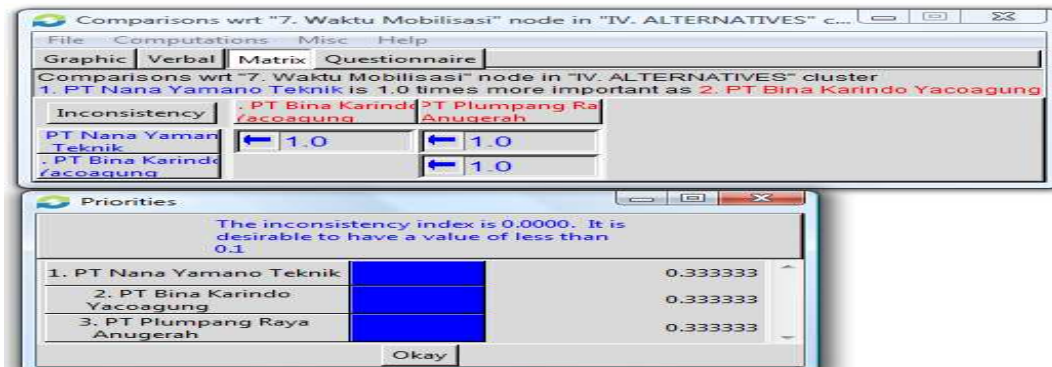 Comparisons wrt "7. Waktu Mobilisasi" node in "IV. ALTERNATIVES" c...
File Computations Misc Help
Graphic Verbal Matrix Questionnaire
Comparisons wrt "7. Waktu Mobilisasi" node in "IV. ALTERNATIVES" cluster
1. PT Nana Yamano Teknik is 1.0 times more important as 2. PT Bina Karindo Yacoagung
Inconsistency
. PT Bina Karindo
Yacoagung
PT Plumpang Ra
Anugerah
PT Nana Yaman
Teknik
1.0 1.0
. PT Bina Karindo
Yacoagung
1.0
Priorities
The inconsistency index is 0.0000. It is
desirable to have a value of less than
0.1
1. PT Nana Yamano Teknik 0.333333
2. PT Bina Karindo
Yacoagung
0.333333
3. PT Plumpang Raya
Anugerah
0.333333
Okay